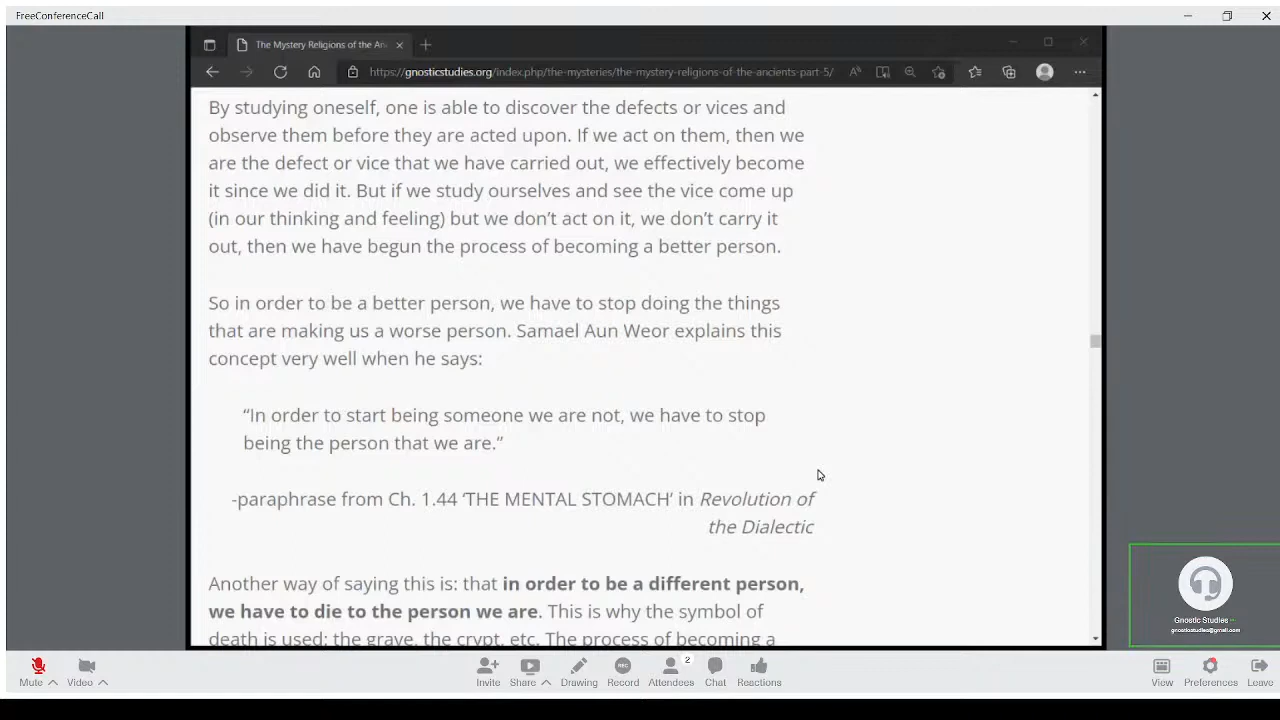 FreeConferenceCall
The Mystery Religions of the An
https://gnosticstudies.org/index.php/the-mysteries/the-mystery-religions-of-the-ancients-part-5/
By studying oneself, one is able to discover the defects or vices and
observe them before they are acted upon. If we act on them, then we
are the defect or vice that we have carried out, we effectively become
it since we did it. But if we study ourselves and see the vice come up
(in our thinking and feeling) but we don’t act on it, we don’t carry it
out, then we have begun the process of becoming a better person.
So in order to be a better person, we have to stop doing the things
that are making us a worse person. Samael Aun Weor explains this
concept very well when he says:
“In order to start being someone we are not, we have to stop
being the person that we are.”
-paraphrase from Ch. 1.44 ‘THE MENTAL STOMACH’ in Revolution of
the Dialectic
Another way of saying this is: that in order to be a different person,
we have to die to the person we are. This is why the symbol of
death is used: the grave, the crypt, etc. The process of becoming a
Gnostic Studies
gnosticstudies@gmail.com
Mute Video Invite Share Drawing REC Record 2 Attendees Chat Reactions View Preferences Leave